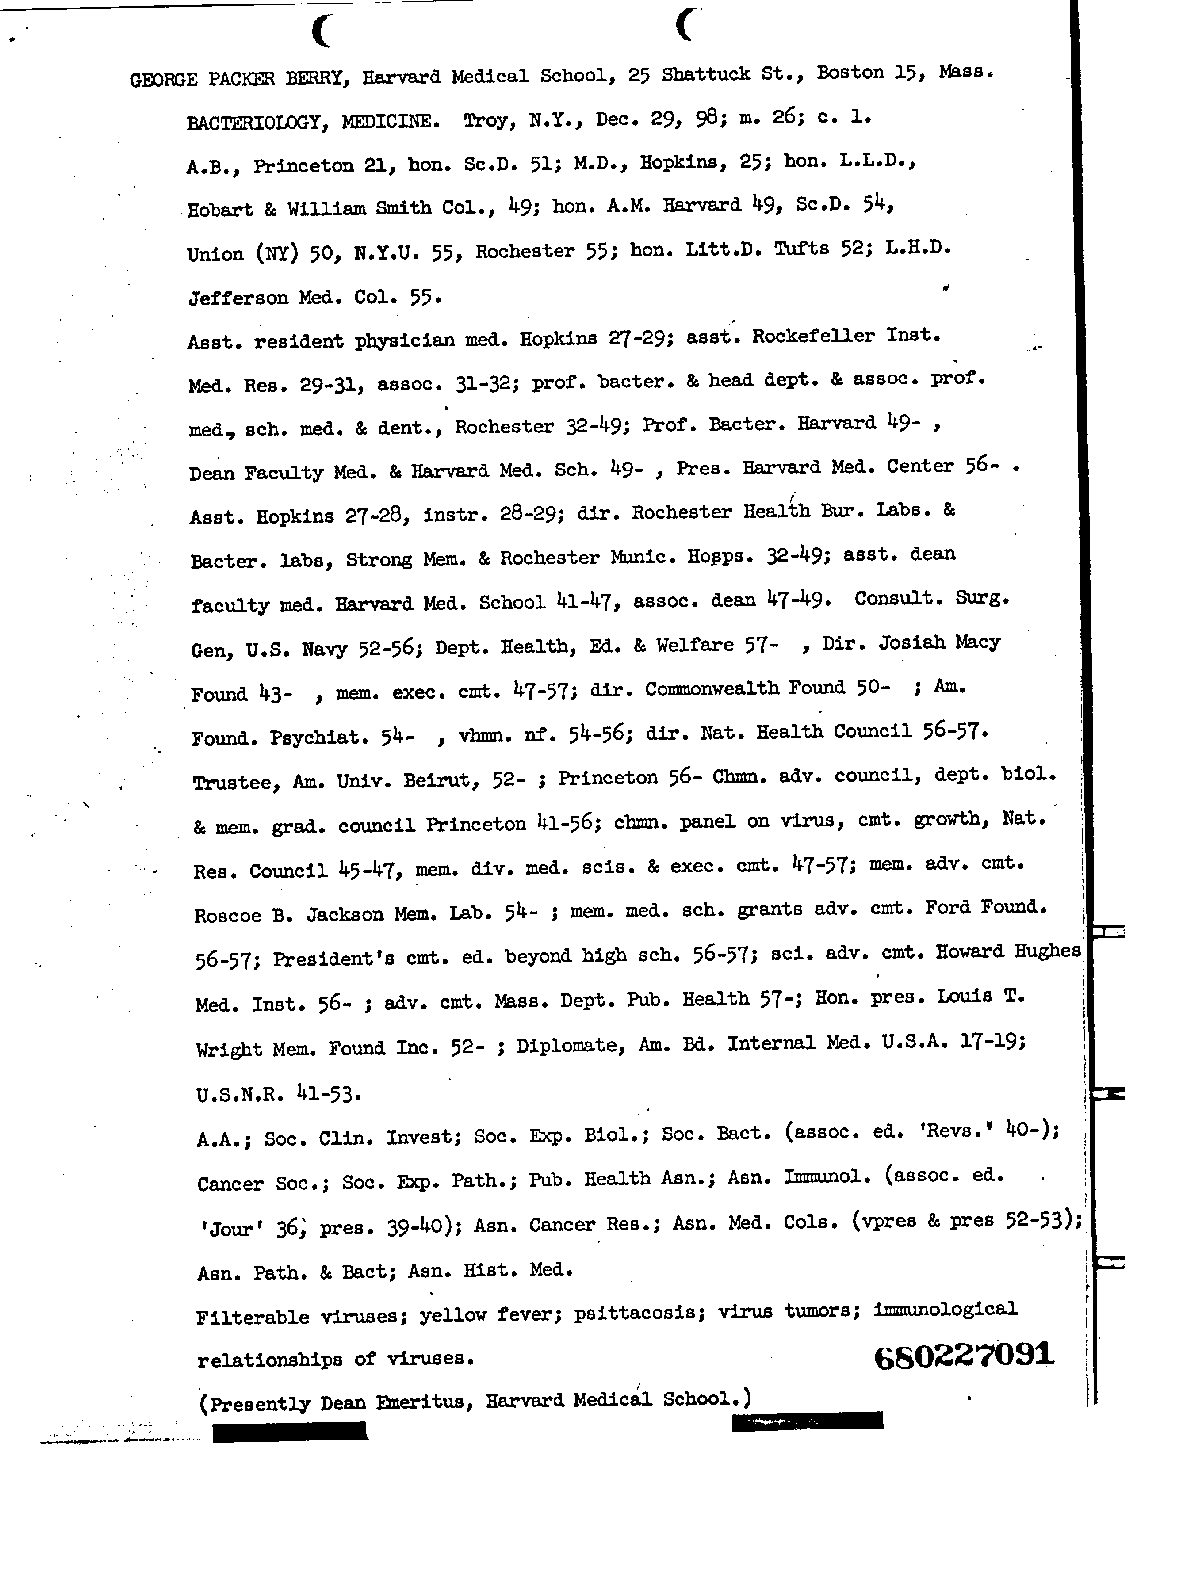 GEORGE PACKER BERRY, Harvard Medical School, 25 Shattuck St., Boston 15, Mass.
BACTERIOLOGY, MEDICINE. Troy, N.Y., Dec. 29, 98; m. 26; c. 1.
A.B., Princeton 21, hon. Sc.D. 51; M.D., Hopkins, 25; hon. L.L.D.,
Hobart & William Smith Col., 49; hon. A.M. Harvard 49, Sc.D. 54,
Union (NY) 50, N.Y.U. 55, Rochester 55; hon. Litt.D. Tufts 52; L.H.D.
Jefferson Med. Col. 55.
Asst. resident physician med. Hopkins 27-29; asst. Rockefeller Inst.
Med. Res. 29-31, assoc. 31-32; prof. bacter. & head dept. & assoc. prof.
med., sch. med. & dent., Rochester 32-49; Prof. Bacter. Harvard 49- ,
Dean Faculty Med. & Harvard Med. Sch. 49- , Pres. Harvard Med. Center 56- .
Asst. Hopkins 27-28, instr. 28-29; dir. Rochester Health Bur. Labs. &
Bacter. labs, Strong Mem. & Rochester Munic. Hosps. 32-49; asst. dean
faculty med. Harvard Med. School 41-47, assoc. dean 47-49. Consult. Surg.
Gen, U.S. Navy 52-56; Dept. Health, Ed. & Welfare 57- , Dir. Josiah Macy
Found 43- , mem. exec. cmt. 47-57; dir. Commonwealth Found 50- ; Am.
Found. Psychiat. 54- , vhmn. nf. 54-56; dir. Nat. Health Council 56-57.
Trustee, Am. Univ. Beirut, 52- ; Princeton 56- Chmn. adv. council, dept. biol.
& mem. grad. council Princeton 41-56; chmn. panel on virus, cmt. growth, Nat.
Res. Council 45-47, mem. div. med. scis. & exec. cmt. 47-57; mem. adv. cmt.
Roscoe B. Jackson Mem. Lab. 54- ; mem. med. sch. grants adv. cmt. Ford Found.
56-57; President's cmt. ed. beyond high sch. 56-57; sci. adv. cmt. Howard Hughes
Med. Inst. 56- ; adv. cmt. Mass. Dept. Pub. Health 57-; Hon. pres. Louis T.
Wright Mem. Found Inc. 52- ; Diplomate, Am. Bd. Internal Med. U.S.A. 17-19;
U.S.N.R. 41-53.
A.A.; Soc. Clin. Invest; Soc. Exp. Biol.; Soc. Bact. (assoc. ed. 'Revs.' 40-);
Cancer Soc.; Soc. Exp. Path.; Pub. Health Asn.; Asn. Immunol. (assoc. ed.
'Jour' 36; pres. 39-40); Asn. Cancer Res.; Asn. Med. Cols. (vpres & pres 52-53);
Asn. Path. & Bact; Asn. Hist. Med.
Filterable viruses; yellow fever; psittacosis; virus tumors; immunological
relationships of viruses.
680227091
(Presently Dean Emeritus, Harvard Medical School.)